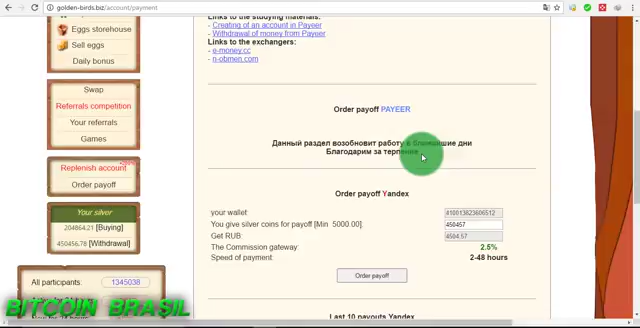 golden-birds.biz/account/payment
Eggs storehouse
Sell eggs
Daily bonus
Swap
Referrals competition
Your referrals
Games
Replenish account
Order payoff
Your silver
204864.21 [Buying]
450456.78 [Withdrawal]
All participants: 1345038
BITCOIN BRASIL
Links to the studying materials:
- Creating of an account in Payeer
- Withdrawal of money from Payeer
Links to the exchangers:
- e-money.cc
- n-obmen.com
Order payoff PAYEER
Данный раздел возобновит работу в ближайшие дни
Благодарим за терпение
Order payoff Yandex
your wallet:
410013623606512
You give silver coins for payoff [Min 5000.00]:
450457
Get RUB:
4504.57
The Commission gateway:
2.5%
Speed of payment:
2-48 hours
Order payoff
Last 10 payouts Yandex